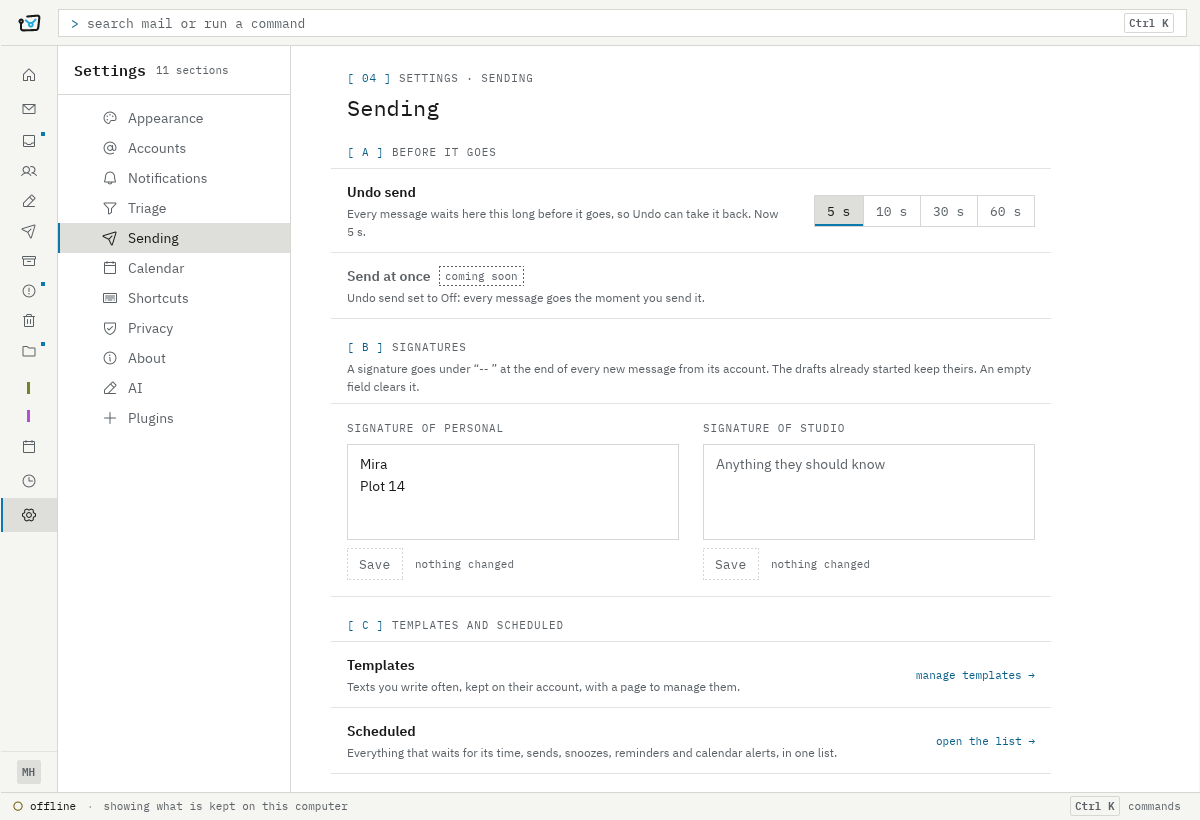 > search mail or run a command
Ctrl K
Settings 11 sections
Appearance
Accounts
Notifications
Triage
Sending
Calendar
Shortcuts
Privacy
About
AI
Plugins
MH
[ 04 ] SETTINGS · SENDING
Sending
[ A ] BEFORE IT GOES
Undo send
Every message waits here this long before it goes, so Undo can take it back. Now
5 s.
5 s 10 s 30 s 60 s
Send at once coming soon
Undo send set to Off: every message goes the moment you send it.
[ B ] SIGNATURES
A signature goes under “-- ” at the end of every new message from its account. The drafts already started keep theirs. An empty
field clears it.
SIGNATURE OF PERSONAL
Mira
Plot 14
Save nothing changed
SIGNATURE OF STUDIO
Anything they should know
Save nothing changed
[ C ] TEMPLATES AND SCHEDULED
Templates
Texts you write often, kept on their account, with a page to manage them.
manage templates →
Scheduled
Everything that waits for its time, sends, snoozes, reminders and calendar alerts, in one list.
open the list →
offline · showing what is kept on this computer
Ctrl K commands